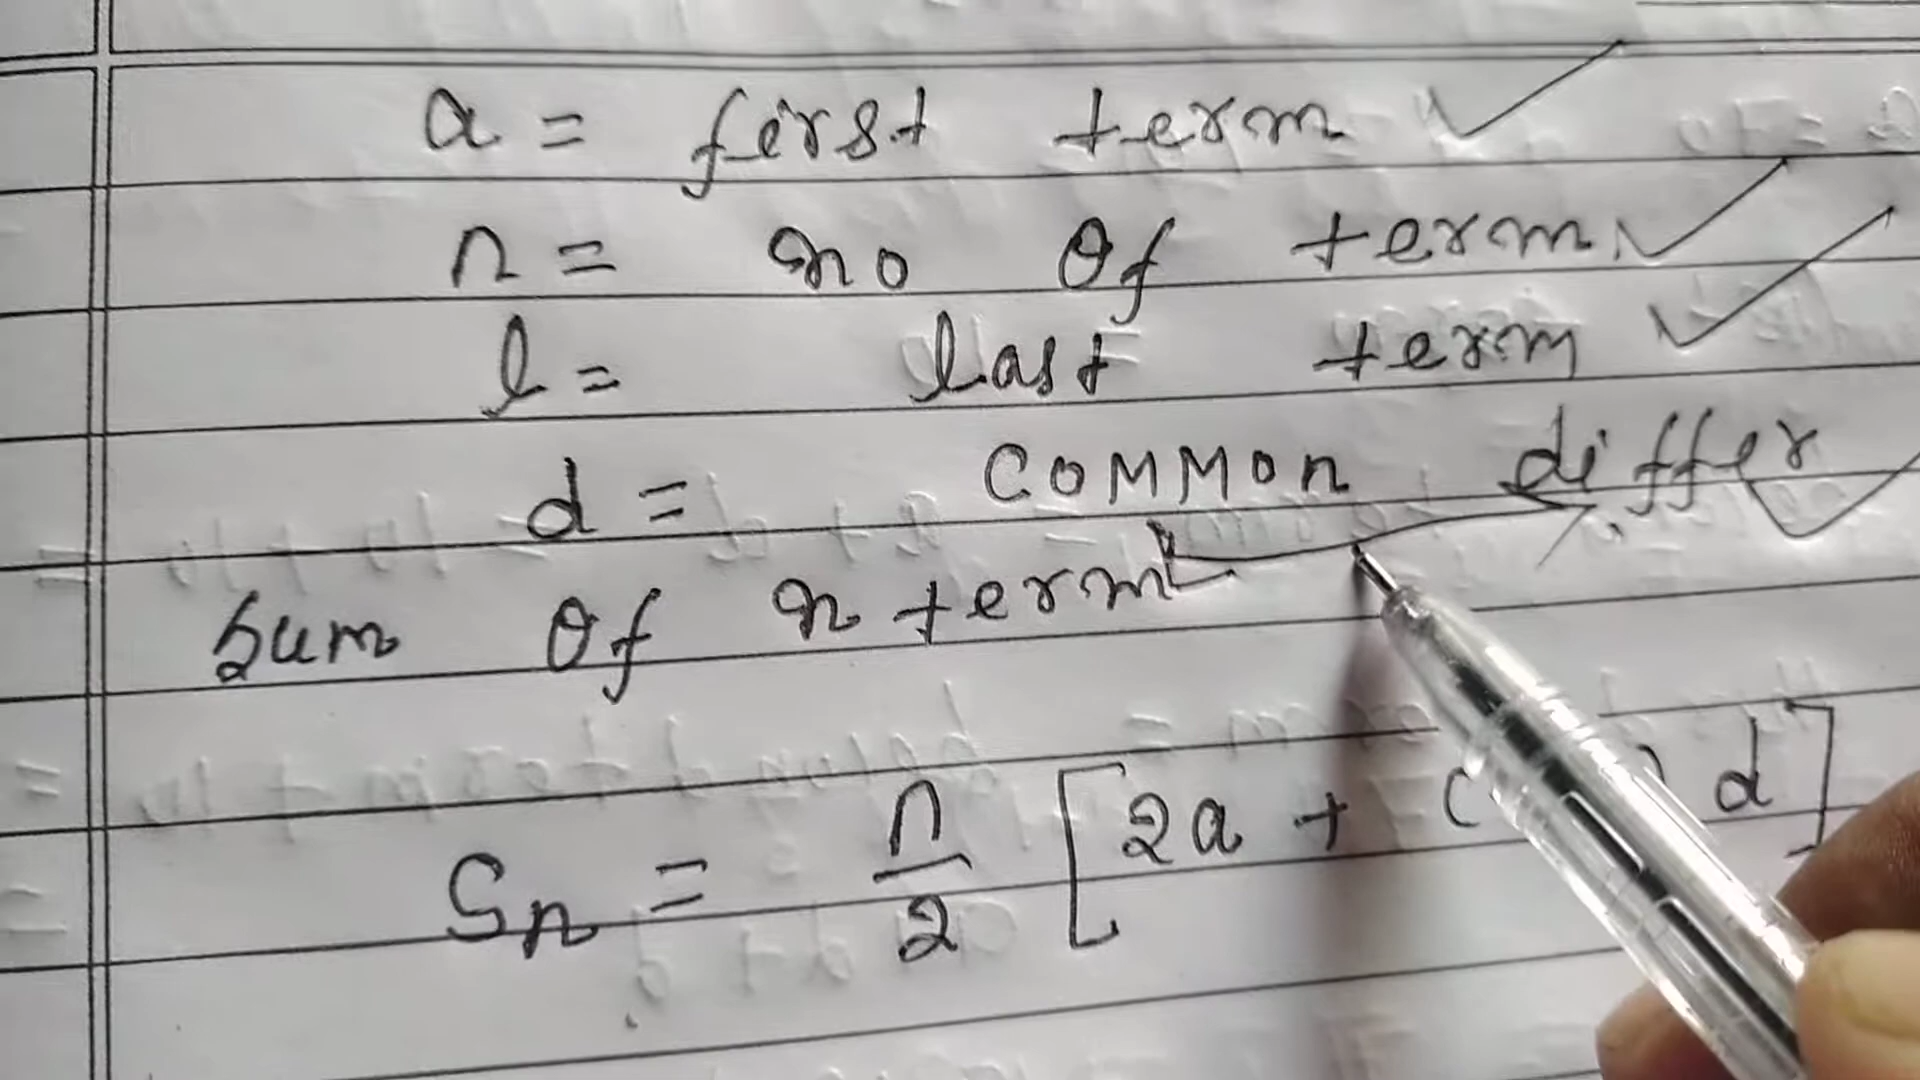 a = first term ✓
n = no of term ✓
l = last term ✓
d = common differ ✓
Sum of n term
Sn = n/2 [2a + ( ) d]